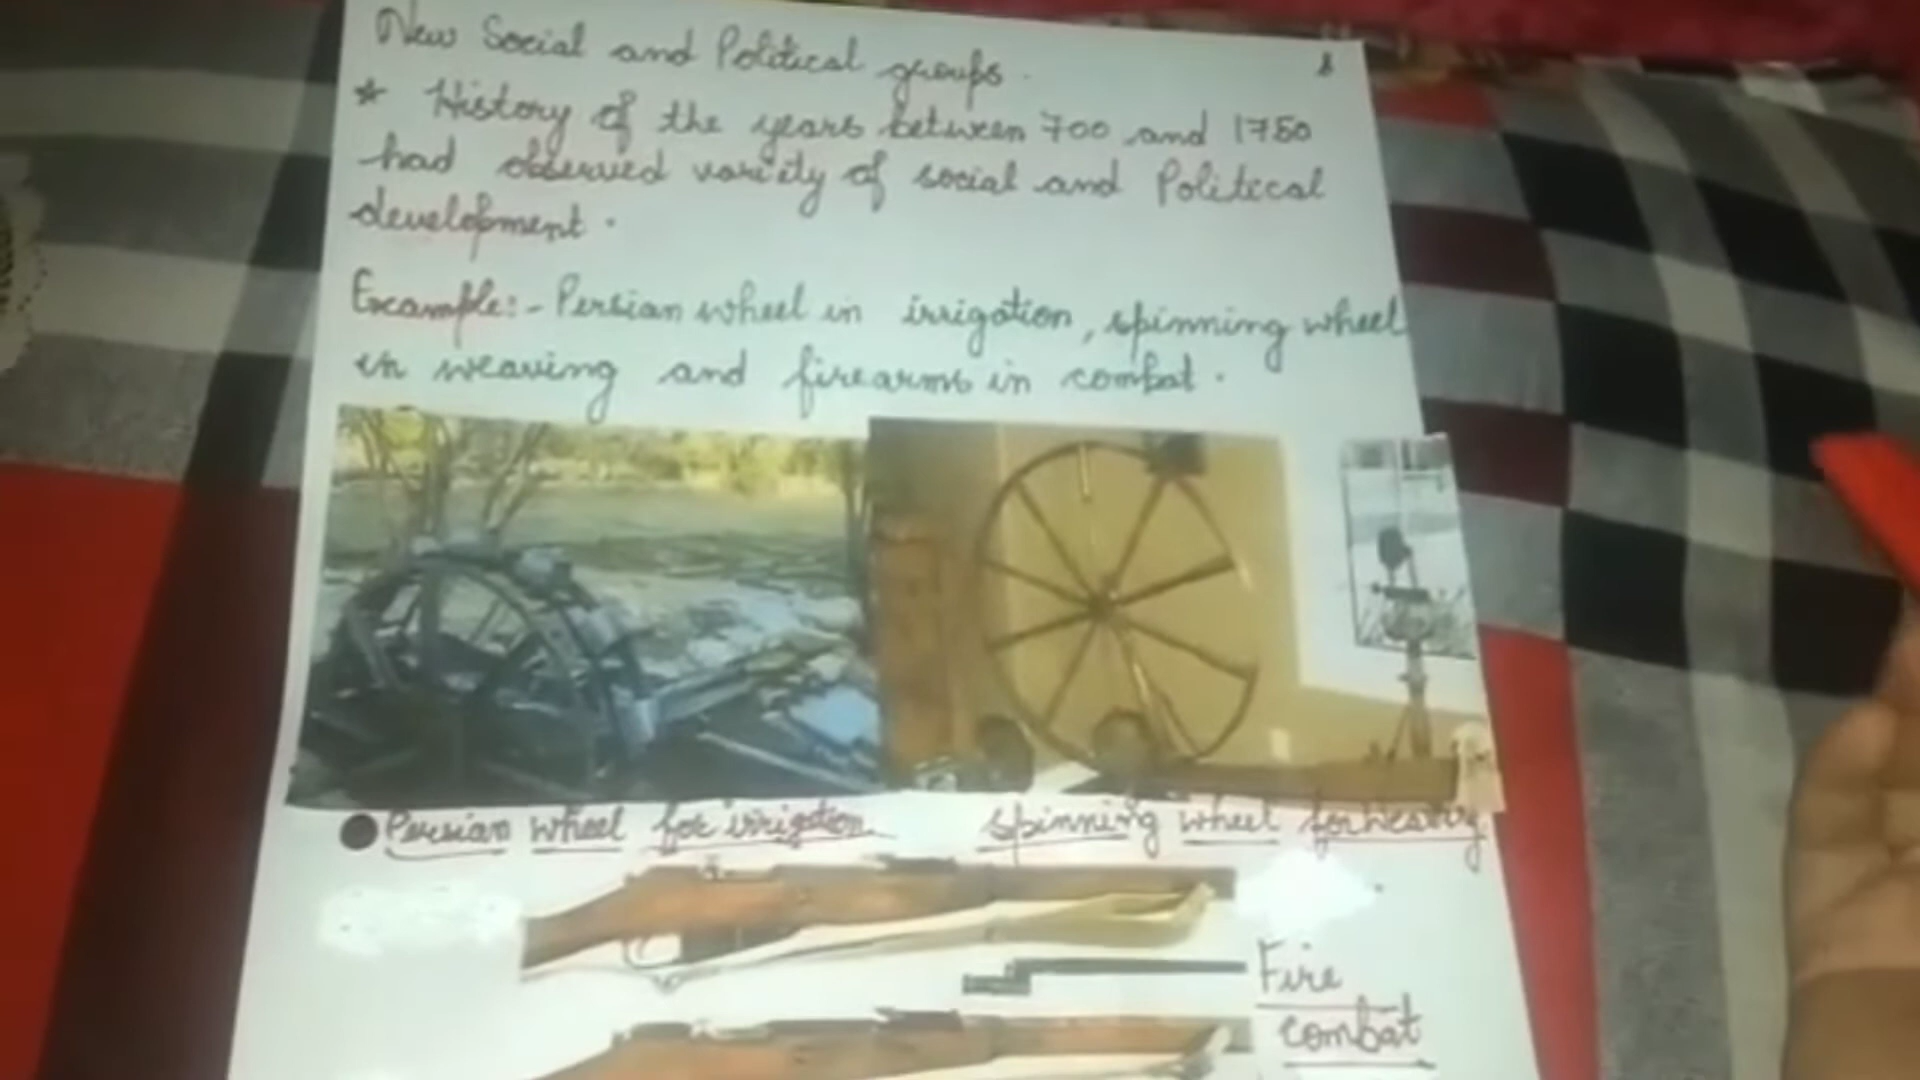 New Social and Political groups.
8
* History of the years between 700 and 1750
had observed variety of social and Political
development.
Example:- Persian wheel in irrigation, spinning wheel
in weaving and firearms in combat.
Persian wheel for irrigation
spinning wheel for weaving
Fire
combat